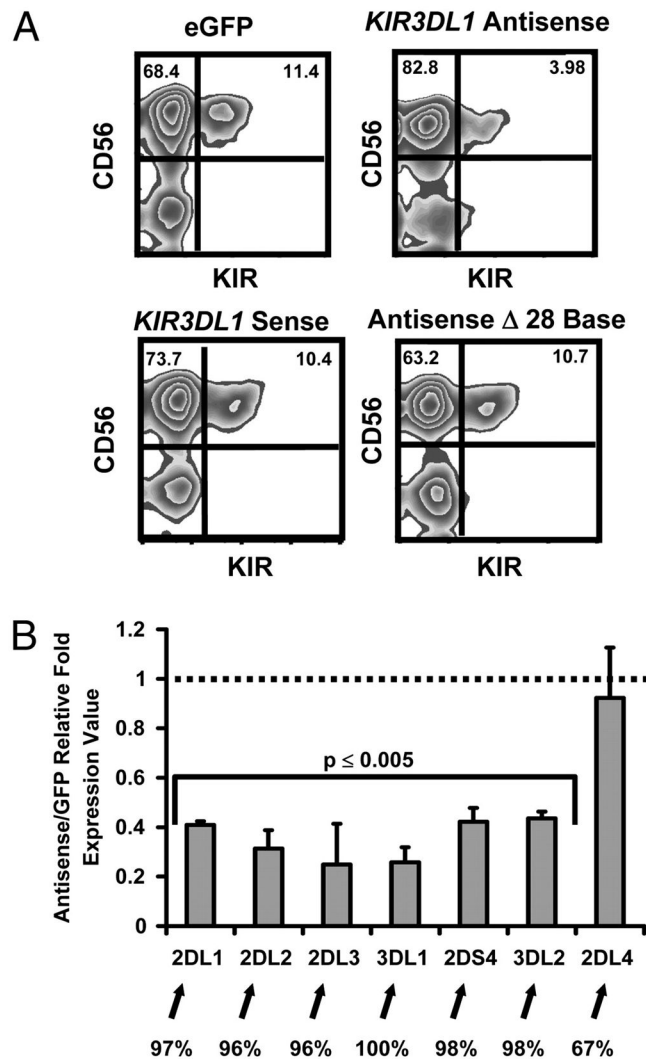 A
eGFP
KIR3DL1 Antisense
68.4
11.4
82.8
3.98
CD56
CD56
KIR
KIR
KIR3DL1 Sense
Antisense Δ 28 Base
73.7
10.4
63.2
10.7
CD56
CD56
KIR
KIR
B
Antisense/GFP Relative Fold
Expression Value
1.2
1
0.8
0.6
0.4
0.2
0
p ≤ 0.005
2DL1 2DL2 2DL3 3DL1 2DS4 3DL2 2DL4
97% 96% 96% 100% 98% 98% 67%